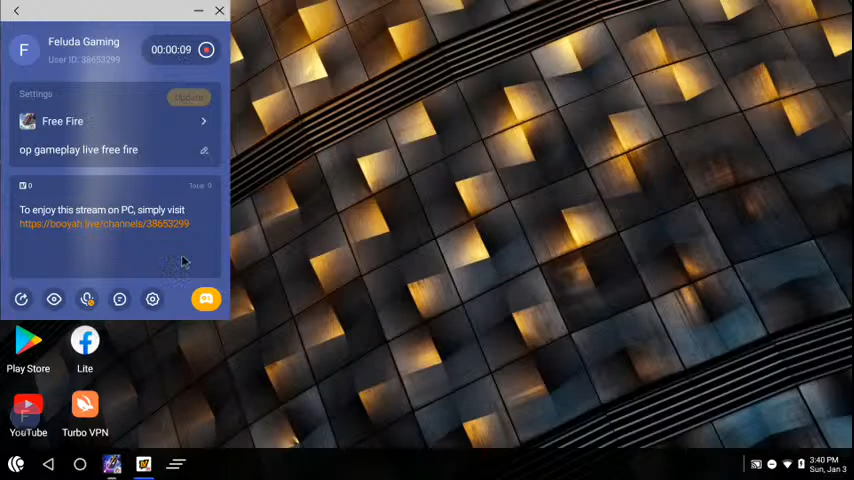 F
Feluda Gaming
User ID: 38653299
00:00:09
Settings
Update
Free Fire
op gameplay live free fire
0
Total: 0
To enjoy this stream on PC, simply visit
https://booyah.live/channels/38653299
Play Store
Lite
F
YouTube
Turbo VPN
3:40 PM
Sun, Jan 3